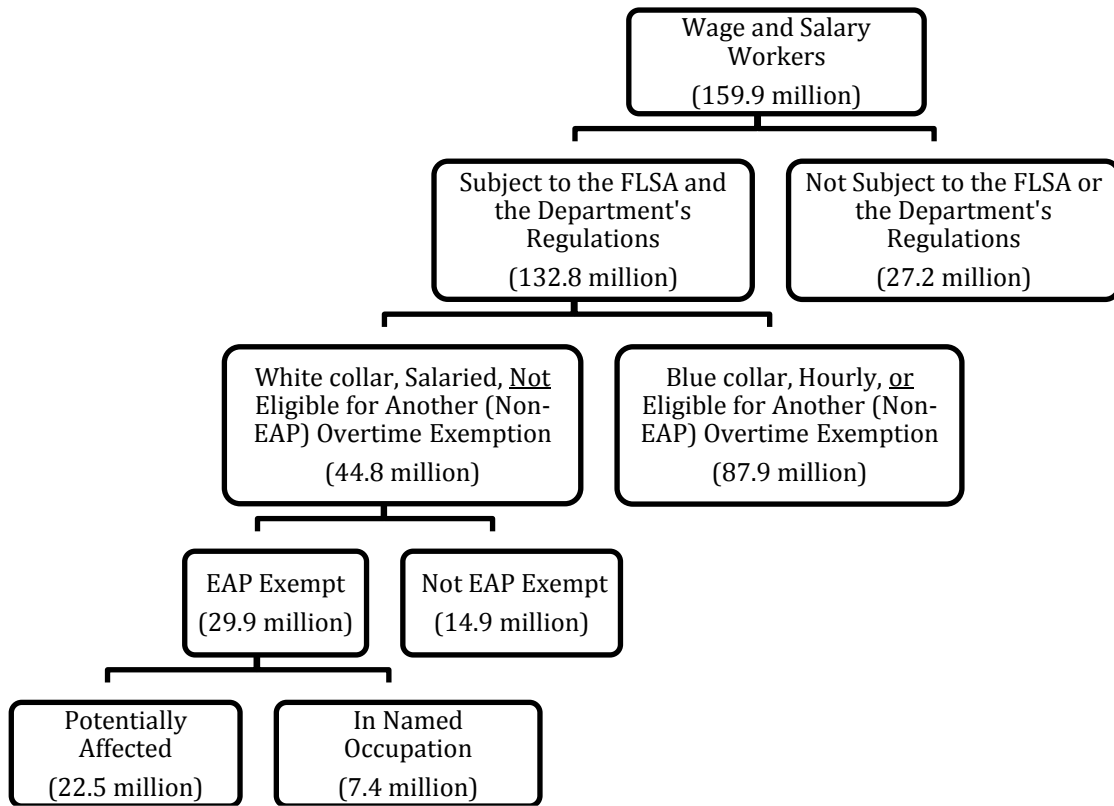 Wage and Salary
Workers
(159.9 million)
Subject to the FLSA and
the Department's
Regulations
(132.8 million)
Not Subject to the FLSA or
the Department's
Regulations
(27.2 million)
White collar, Salaried, Not
Eligible for Another (Non-
EAP) Overtime Exemption
(44.8 million)
Blue collar, Hourly, or
Eligible for Another (Non-
EAP) Overtime Exemption
(87.9 million)
EAP Exempt
(29.9 million)
Not EAP Exempt
(14.9 million)
Potentially
Affected
(22.5 million)
In Named
Occupation
(7.4 million)